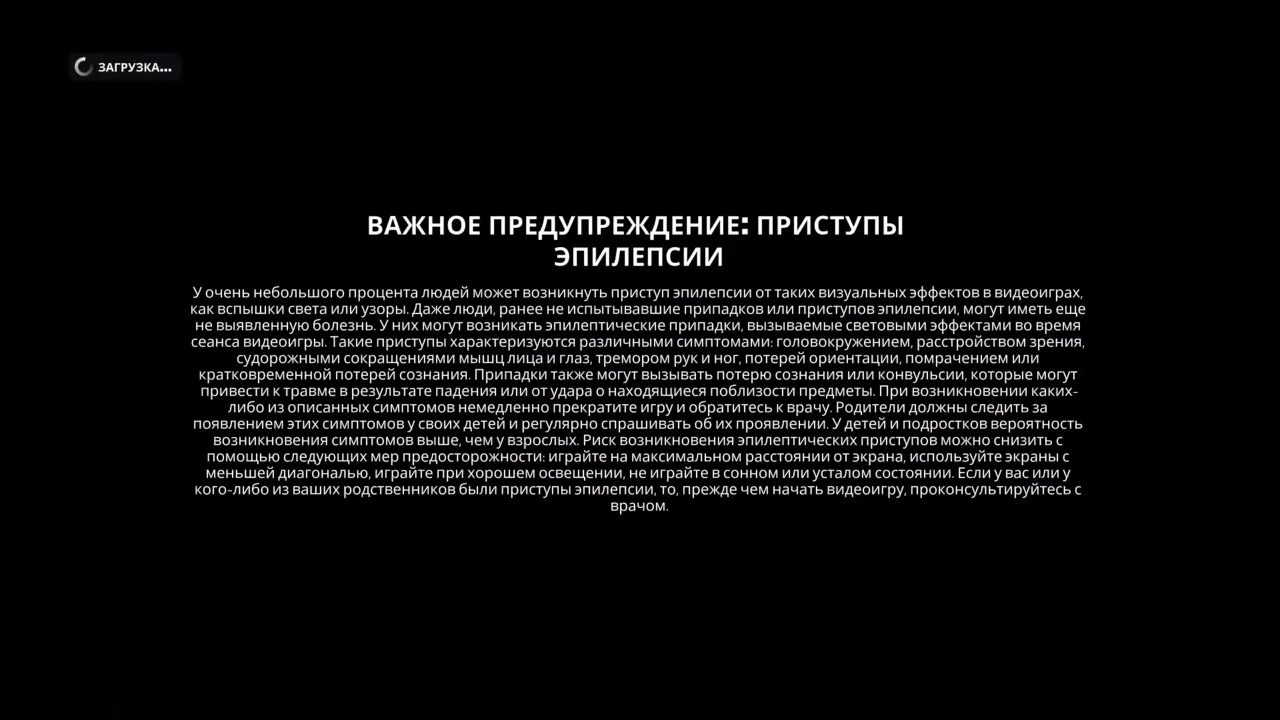 ЗАГРУЗКА...
ВАЖНОЕ ПРЕДУПРЕЖДЕНИЕ: ПРИСТУПЫ
ЭПИЛЕПСИИ
У очень небольшого процента людей может возникнуть приступ эпилепсии от таких визуальных эффектов в видеоиграх,
как вспышки света или узоры. Даже люди, ранее не испытывавшие припадков или приступов эпилепсии, могут иметь еще
не выявленную болезнь. У них могут возникать эпилептические припадки, вызываемые световыми эффектами во время
сеанса видеоигры. Такие приступы характеризуются различными симптомами: головокружением, расстройством зрения,
судорожными сокращениями мышц лица и глаз, тремором рук и ног, потерей ориентации, помрачением или
кратковременной потерей сознания. Припадки также могут вызывать потерю сознания или конвульсии, которые могут
привести к травме в результате падения или от удара о находящиеся поблизости предметы. При возникновении каких-
либо из описанных симптомов немедленно прекратите игру и обратитесь к врачу. Родители должны следить за
появлением этих симптомов у своих детей и регулярно спрашивать об их проявлении. У детей и подростков вероятность
возникновения симптомов выше, чем у взрослых. Риск возникновения эпилептических приступов можно снизить с
помощью следующих мер предосторожности: играйте на максимальном расстоянии от экрана, используйте экраны с
меньшей диагональю, играйте при хорошем освещении, не играйте в сонном или усталом состоянии. Если у вас или у
кого-либо из ваших родственников были приступы эпилепсии, то, прежде чем начать видеоигру, проконсультируйтесь с
врачом.